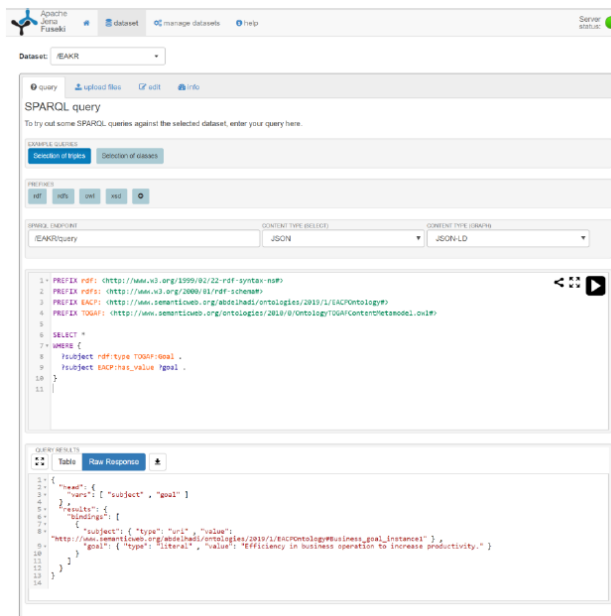 Apache
Jena
Fuseki
dataset
manage datasets
help
Server
status:
Dataset: /EAKR
query upload files edit info
SPARQL query
To try out some SPARQL queries against the selected dataset, enter your query here.
EXAMPLE QUERIES
Selection of triples Selection of classes
PREFIXES
rdf rdfs owl xsd
SPARQL ENDPOINT CONTENT TYPE (SELECT) CONTENT TYPE (GRAPH)
/EAKR/query JSON JSON-LD
1 PREFIX rdf: <http://www.w3.org/1999/02/22-rdf-syntax-ns#>
2 PREFIX rdfs: <http://www.w3.org/2000/01/rdf-schema#>
3 PREFIX EACP: <http://www.semanticweb.org/abdelhadi/ontologies/2019/1/EACPOntology#>
4 PREFIX TOGAF: <http://www.semanticweb.org/ontologies/2010/0/OntologyTOGAFContentMetamodel.owl#>
5
6 SELECT *
7 WHERE {
8 ?subject rdf:type TOGAF:Goal .
9 ?subject EACP:has_value ?goal .
10 }
11
QUERY RESULTS
Table Raw Response
1 {
2 "head": {
3 "vars": [ "subject" , "goal" ]
4 } ,
5 "results": {
6 "bindings": [
7 {
8 "subject": { "type": "uri" , "value":
"http://www.semanticweb.org/abdelhadi/ontologies/2019/1/EACPOntology#Business_goal_instance1" } ,
9 "goal": { "type": "literal" , "value": "Efficiency in business operation to increase productivity." }
10 }
11 ]
12 }
13 }
14